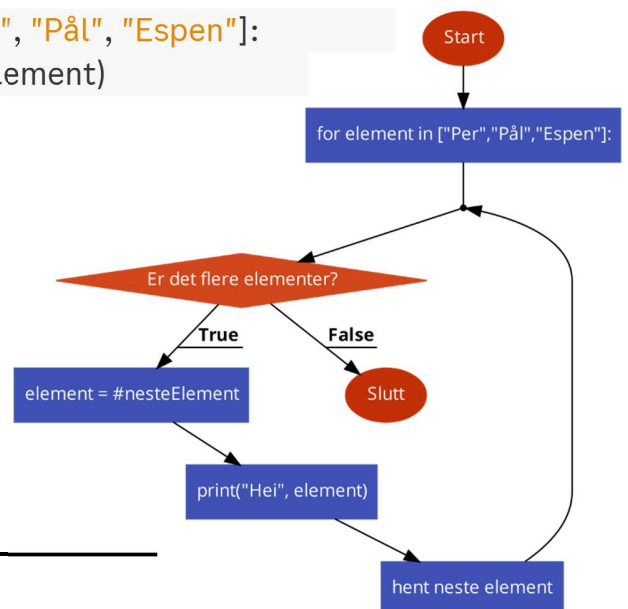 ", "Pål", "Espen"]:
lement)
Start
for element in ["Per","Pål","Espen"]:
Er det flere elementer?
True
False
element = #nesteElement
Slutt
print("Hei", element)
hent neste element